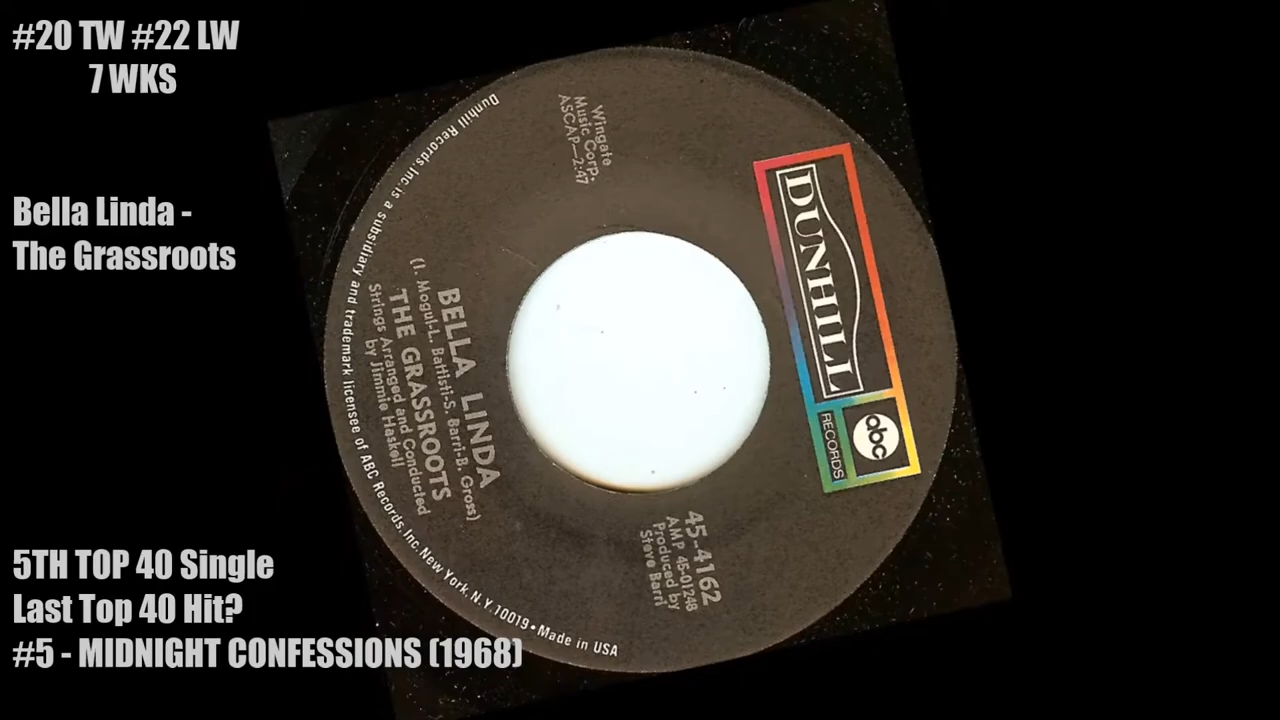 #20 TW #22 LW
7 WKS
Bella Linda -
The Grassroots
5TH TOP 40 Single
Last Top 40 Hit?
#5 - MIDNIGHT CONFESSIONS (1968)
DUNHILL
abc
RECORDS
Wingate
Music Corp.
ASCAP—2:47
45-4162
AMP 45-01248
Produced by
Steve Barri
BELLA LINDA
(I. Mogul-L. Battisti-S. Barri-B. Gross)
THE GRASSROOTS
Strings Arranged and Conducted
by Jimmie Haskell
Dunhill Records, Inc. is a subsidiary and trademark licensee of ABC Records, Inc. New York, N.Y. 10019 • Made in USA